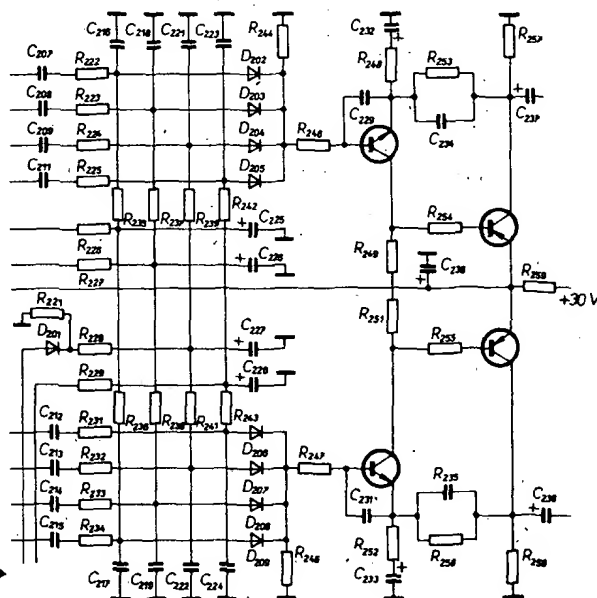 C216 C218 C221 C223 R244 C232 R257
C207 R222 D202 R248 R253
C208 R223 D203 C229 C234 C237
C209 R224 D204 R246
C211 R225 D205
R235 R237 R239 R242 C225 R254
R226 C226 R249 C236
R227 R258
+30 V
R221 R251
D201 R228 C227 R255
R229 C228
C212 R231 R236 R238 R241 R243
C213 R232 D206 R247
C214 R233 D207 C231 R235 C238
C215 R234 D208 R252 R256
D209 R245
C217 C219 C222 C224 C233 R259